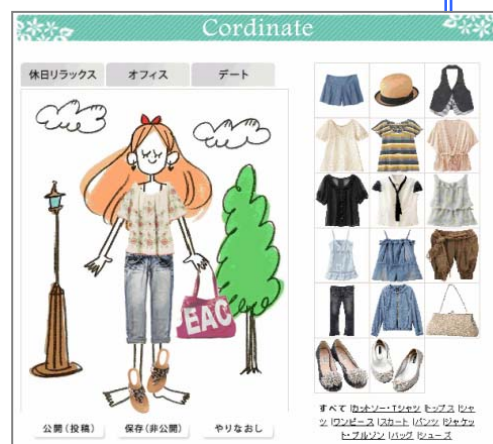 Cordinate
休日リラックス オフィス デート
EAC
公開(投稿) 保存(非公開) やりなおし
すべて |カットソー・Tシャツ |トップス |シャ
ツ |ワンピース |スカート |パンツ |ジャケッ
ト・ブルゾン |バッグ |シューズ